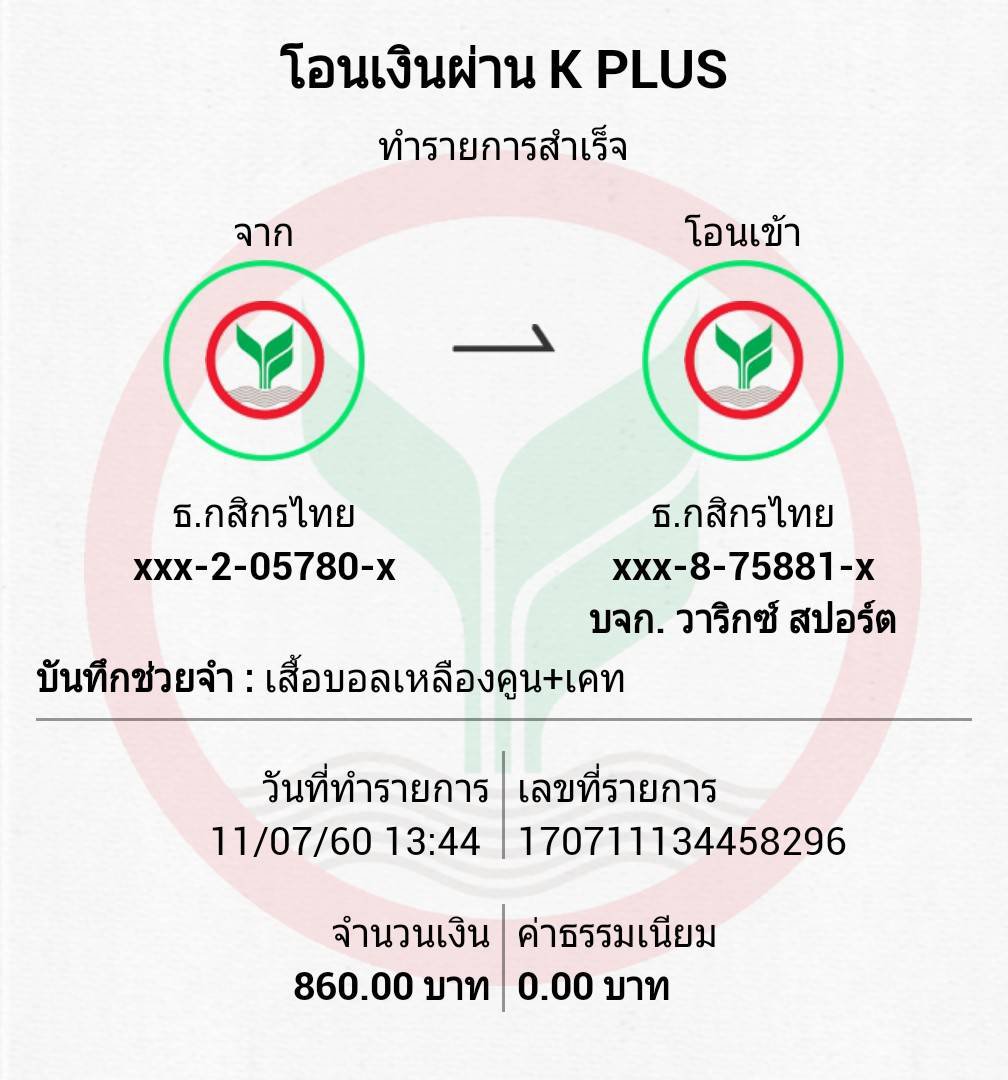 โอนเงินผ่าน K PLUS
ทำรายการสำเร็จ
จาก
โอนเข้า
ธ.กสิกรไทย
xxx-2-05780-x
ธ.กสิกรไทย
xxx-8-75881-x
บจก. วาริกซ์ สปอร์ต
บันทึกช่วยจำ : เสื้อบอลเหลืองคูน+เคท
วันที่ทำรายการ
11/07/60 13:44
เลขที่รายการ
170711134458296
จำนวนเงิน
860.00 บาท
ค่าธรรมเนียม
0.00 บาท